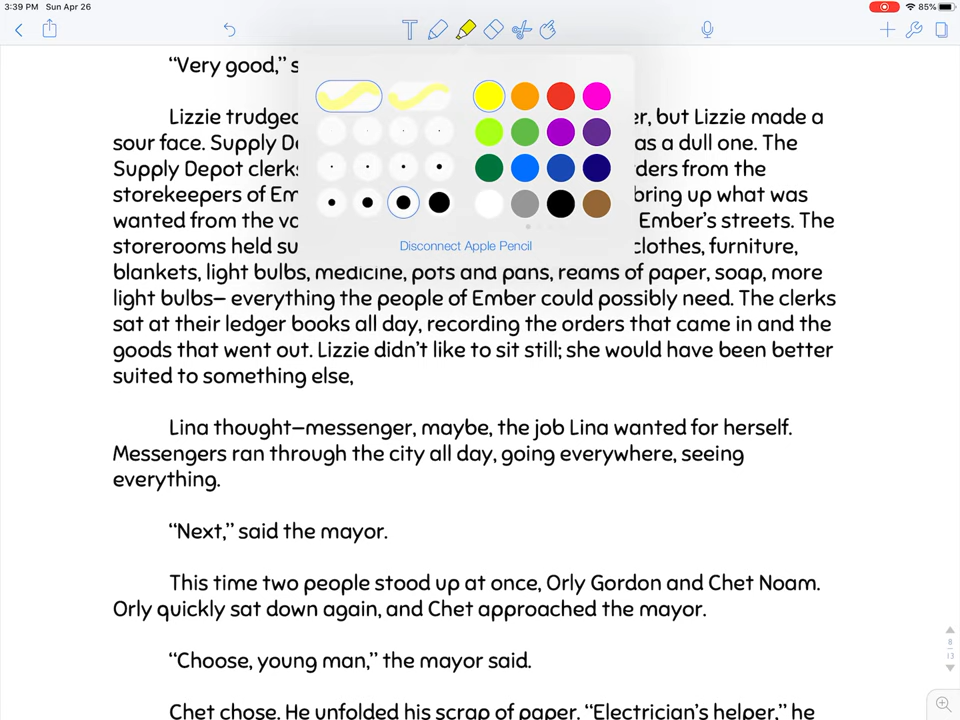 3:39 PM Sun Apr 26
85%
T
Disconnect Apple Pencil
“Very good,” s
Lizzie trudged er, but Lizzie made a
sour face. Supply De as a dull one. The
Supply Depot clerks rders from the
storekeepers of Em bring up what was
wanted from the va Ember’s streets. The
storerooms held su clothes, furniture,
blankets, light bulbs, medicine, pots and pans, reams of paper, soap, more
light bulbs— everything the people of Ember could possibly need. The clerks
sat at their ledger books all day, recording the orders that came in and the
goods that went out. Lizzie didn’t like to sit still; she would have been better
suited to something else,
Lina thought—messenger, maybe, the job Lina wanted for herself.
Messengers ran through the city all day, going everywhere, seeing
everything.
“Next,” said the mayor.
This time two people stood up at once, Orly Gordon and Chet Noam.
Orly quickly sat down again, and Chet approached the mayor.
“Choose, young man,” the mayor said.
Chet chose. He unfolded his scrap of paper. “Electrician’s helper,” he
8
13